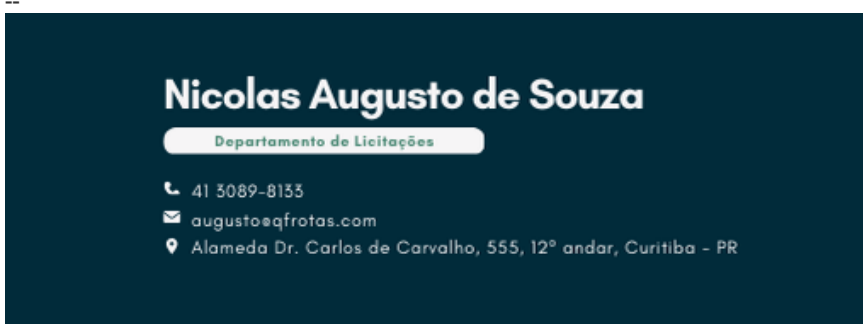 --
Nicolas Augusto de Souza
Departamento de Licitações
41 3089-8133
augusto@qfrotas.com
Alameda Dr. Carlos de Carvalho, 555, 12º andar, Curitiba - PR